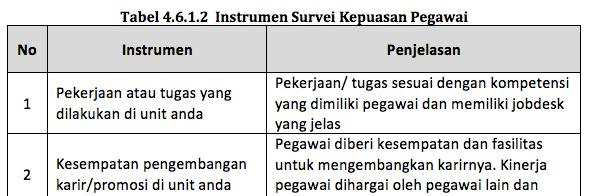 Tabel 4.6.1.2 Instrumen Survei Kepuasan Pegawai
No Instrumen Penjelasan
1 Pekerjaan atau tugas yang dilakukan di unit anda
Pekerjaan/ tugas sesuai dengan kompetensi
yang dimiliki pegawai dan memiliki jobdesk
yang jelas
2 Kesempatan pengembangan karir/promosi di unit anda
Pegawai diberi kesempatan dan fasilitas
untuk mengembangkan karirnya. Kinerja
pegawai dihargai oleh pegawai lain dan